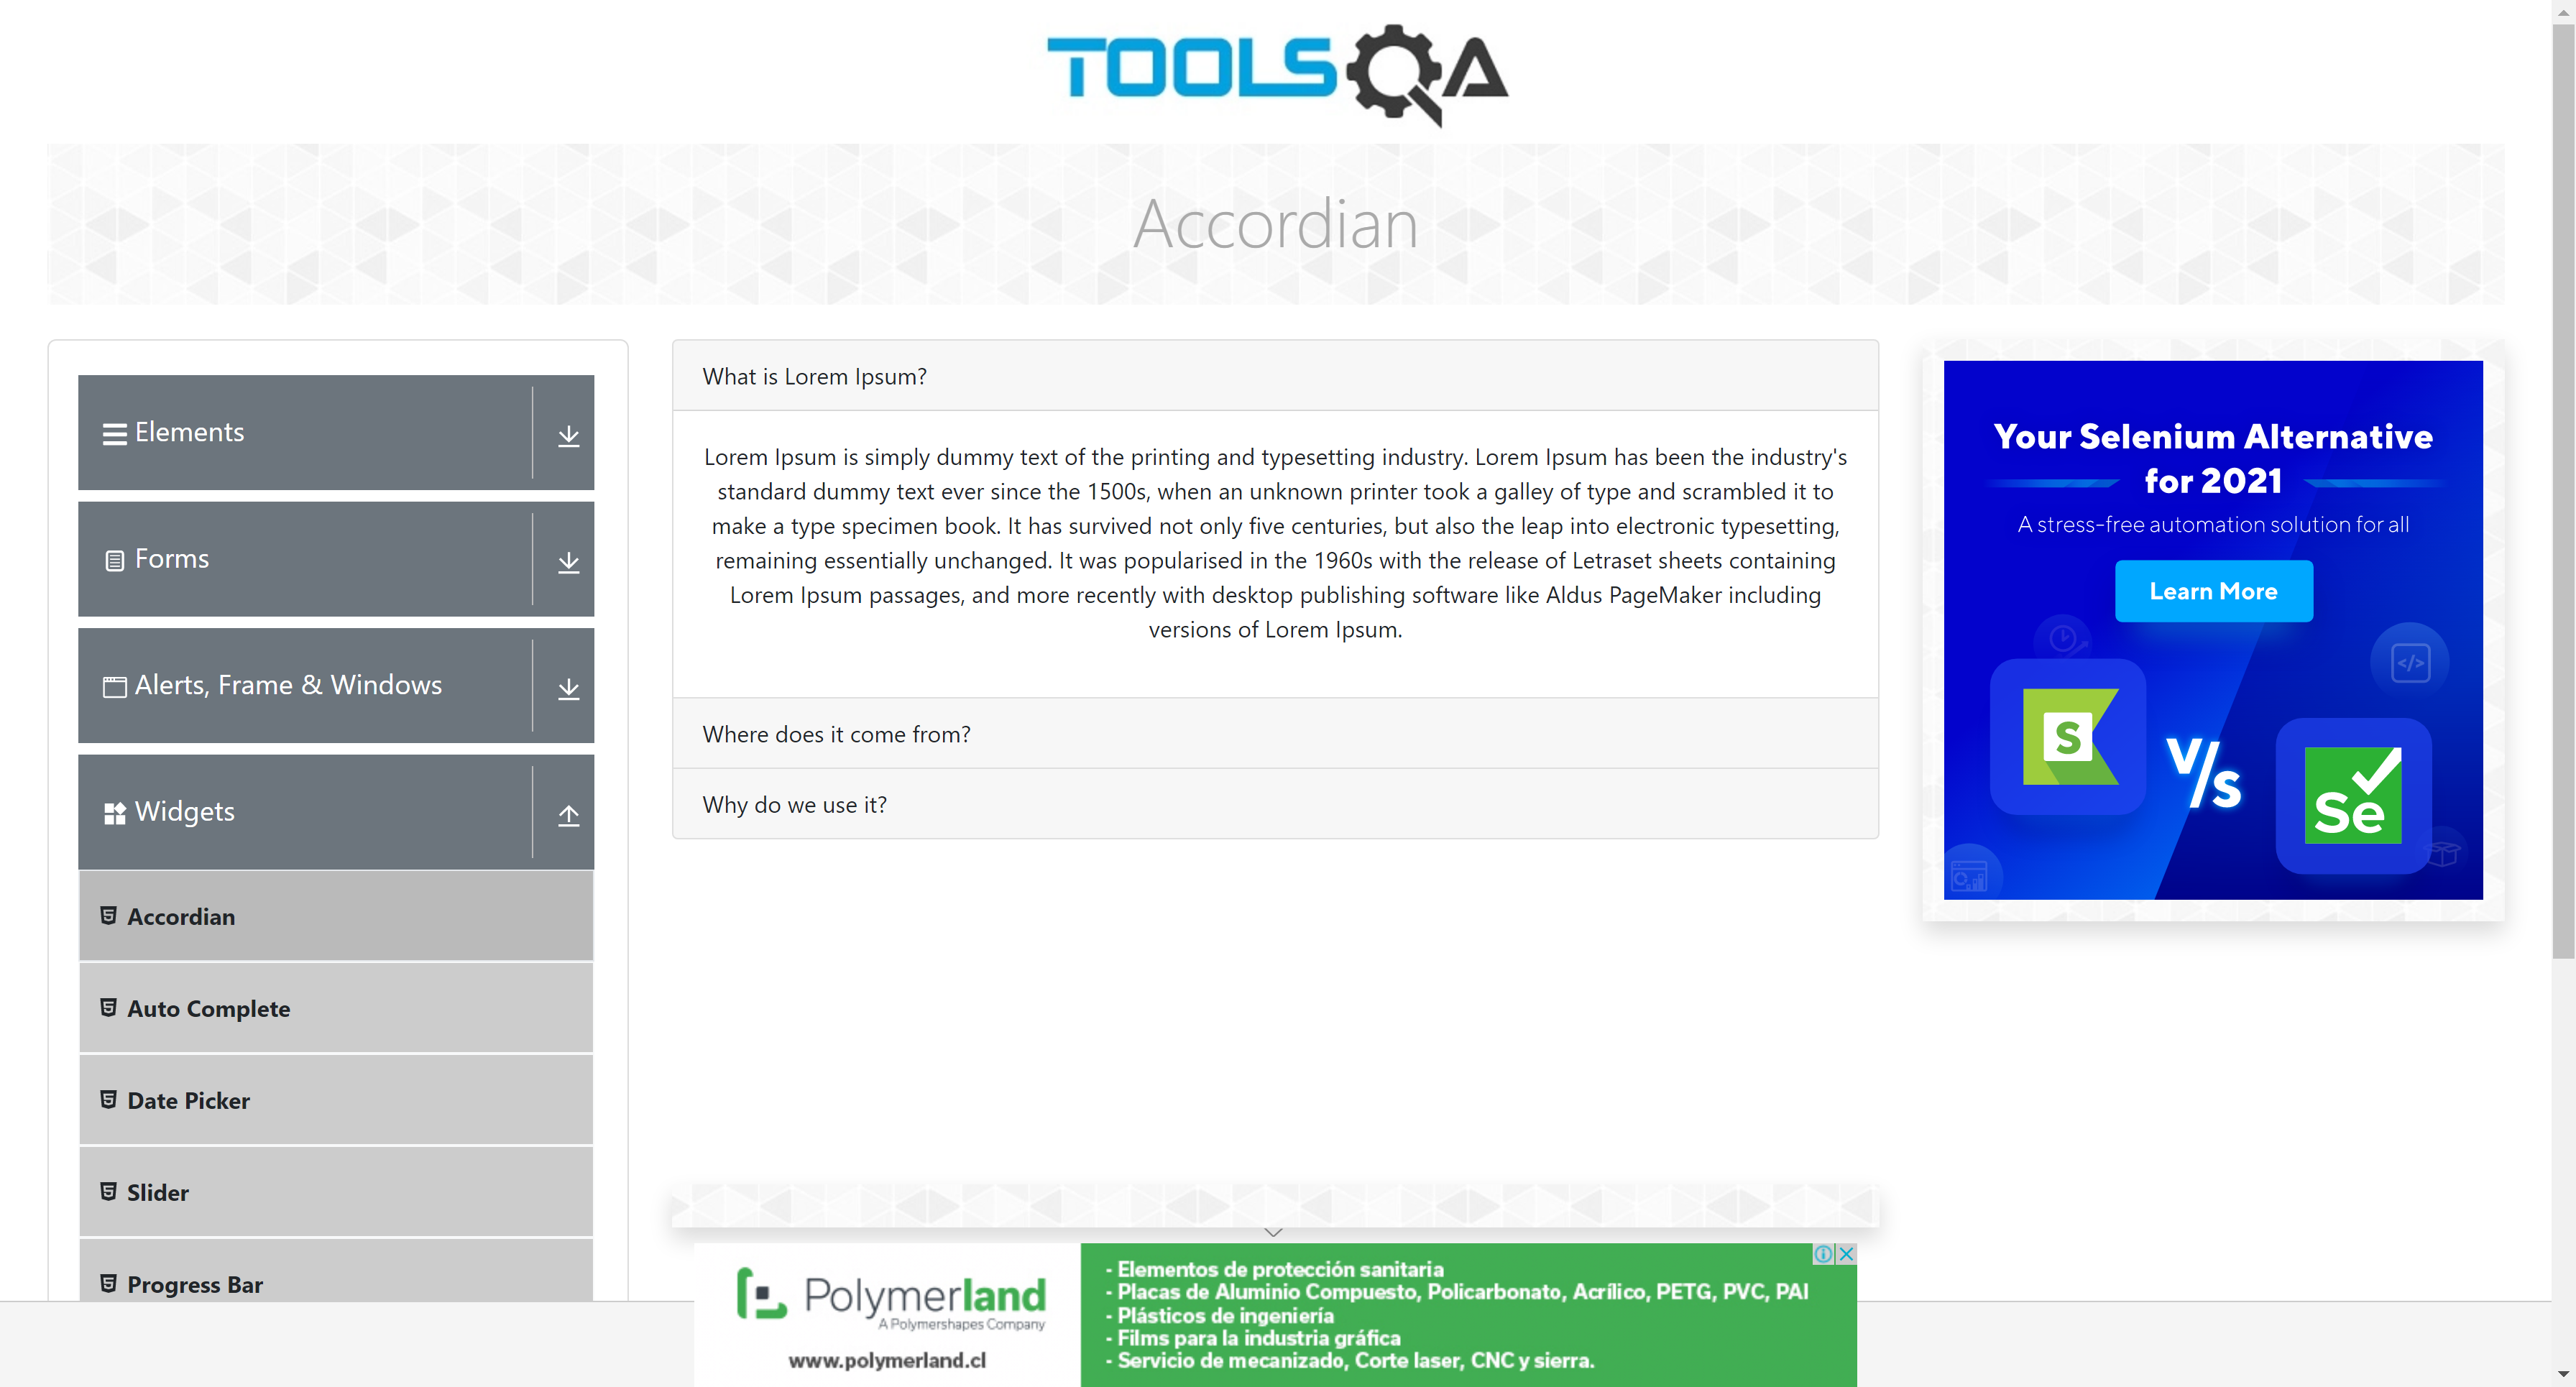 TOOLSQA
Accordian
Elements
Forms
Alerts, Frame & Windows
Widgets
Accordian
Auto Complete
Date Picker
Slider
Progress Bar
What is Lorem Ipsum?
Lorem Ipsum is simply dummy text of the printing and typesetting industry. Lorem Ipsum has been the industry's
standard dummy text ever since the 1500s, when an unknown printer took a galley of type and scrambled it to
make a type specimen book. It has survived not only five centuries, but also the leap into electronic typesetting,
remaining essentially unchanged. It was popularised in the 1960s with the release of Letraset sheets containing
Lorem Ipsum passages, and more recently with desktop publishing software like Aldus PageMaker including
versions of Lorem Ipsum.
Where does it come from?
Why do we use it?
Your Selenium Alternative
for 2021
A stress-free automation solution for all
Learn More
</>
S
V/s
Se
Polymerland
A Polymershapes Company
www.polymerland.cl
- Elementos de protección sanitaria
- Placas de Aluminio Compuesto, Policarbonato, Acrílico, PETG, PVC, PAI
- Plásticos de ingeniería
- Films para la industria gráfica
- Servicio de mecanizado, Corte laser, CNC y sierra.